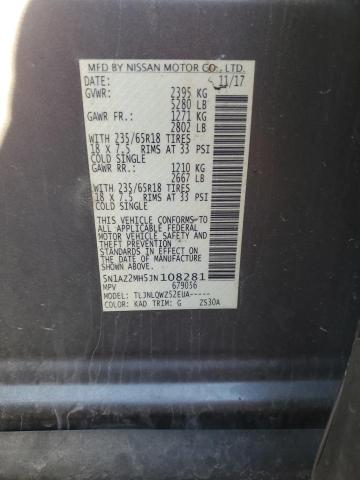 MFD BY NISSAN MOTOR CO., LTD.
DATE: 11/17
GVWR: 2395 KG
5280 LB
GAWR FR.: 1271 KG
2802 LB
WITH 235/65R18 TIRES
18 X 7.5 RIMS AT 33 PSI
COLD SINGLE
GAWR RR.: 1210 KG
2667 LB
WITH 235/65R18 TIRES
18 X 7.5 RIMS AT 33 PSI
COLD SINGLE
THIS VEHICLE CONFORMS TO
ALL APPLICABLE FEDERAL
MOTOR VEHICLE SAFETY AND
THEFT PREVENTION
STANDARDS IN EFFECT ON
THE DATE OF MANUFACTURE
SHOWN ABOVE.
5N1AZ2MH5JN108281
MPV 679056
MODEL: TLJNLQWZ52EUA-----
COLOR: KAD TRIM: G ZS30A